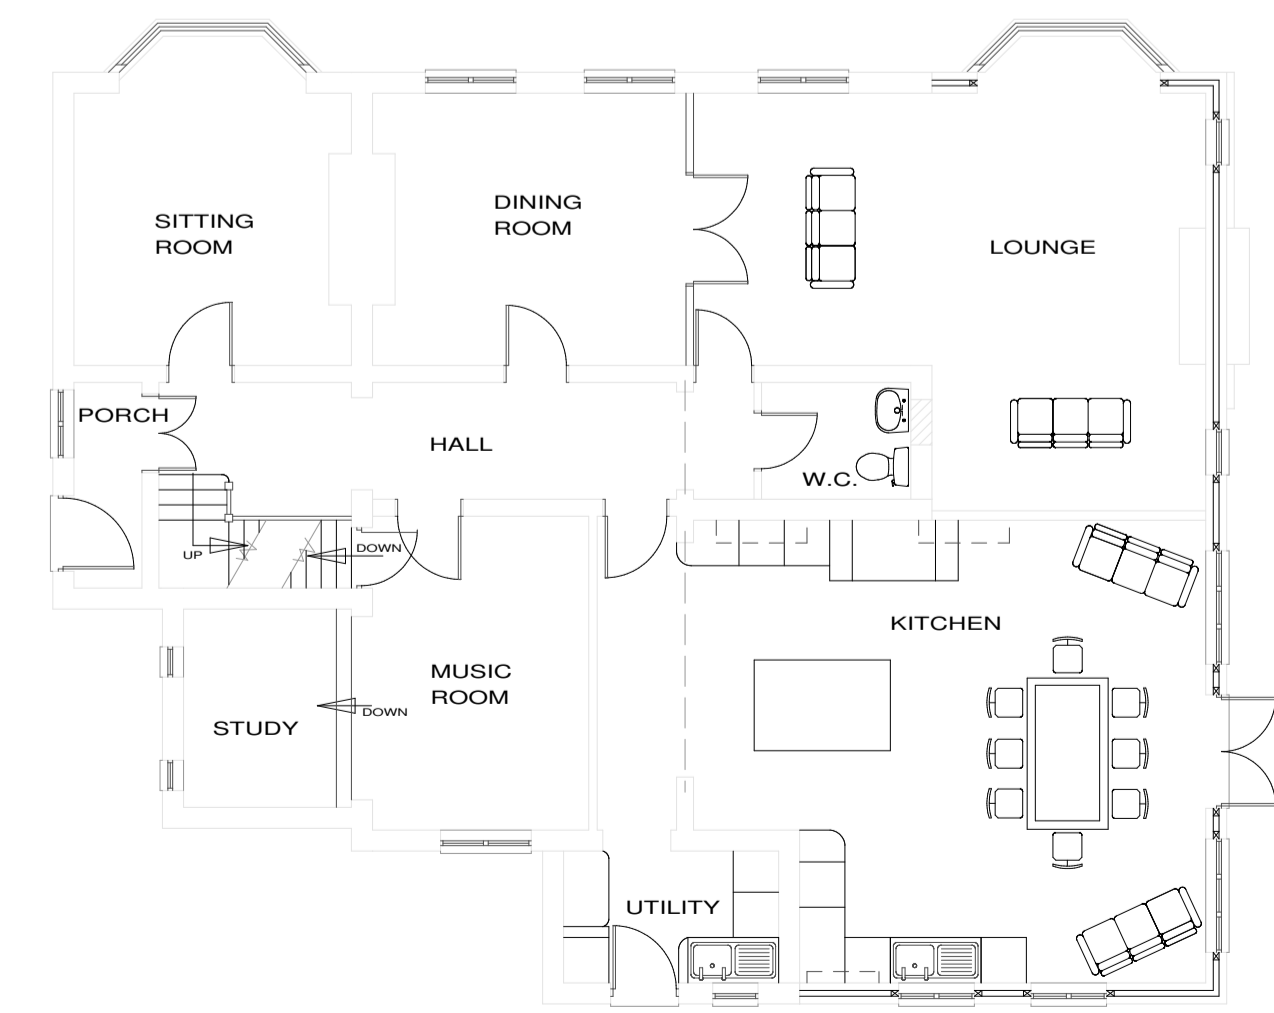 SITTING
ROOM
DINING
ROOM
LOUNGE
PORCH
HALL
W.C.
UP
DOWN
KITCHEN
MUSIC
ROOM
DOWN
STUDY
UTILITY